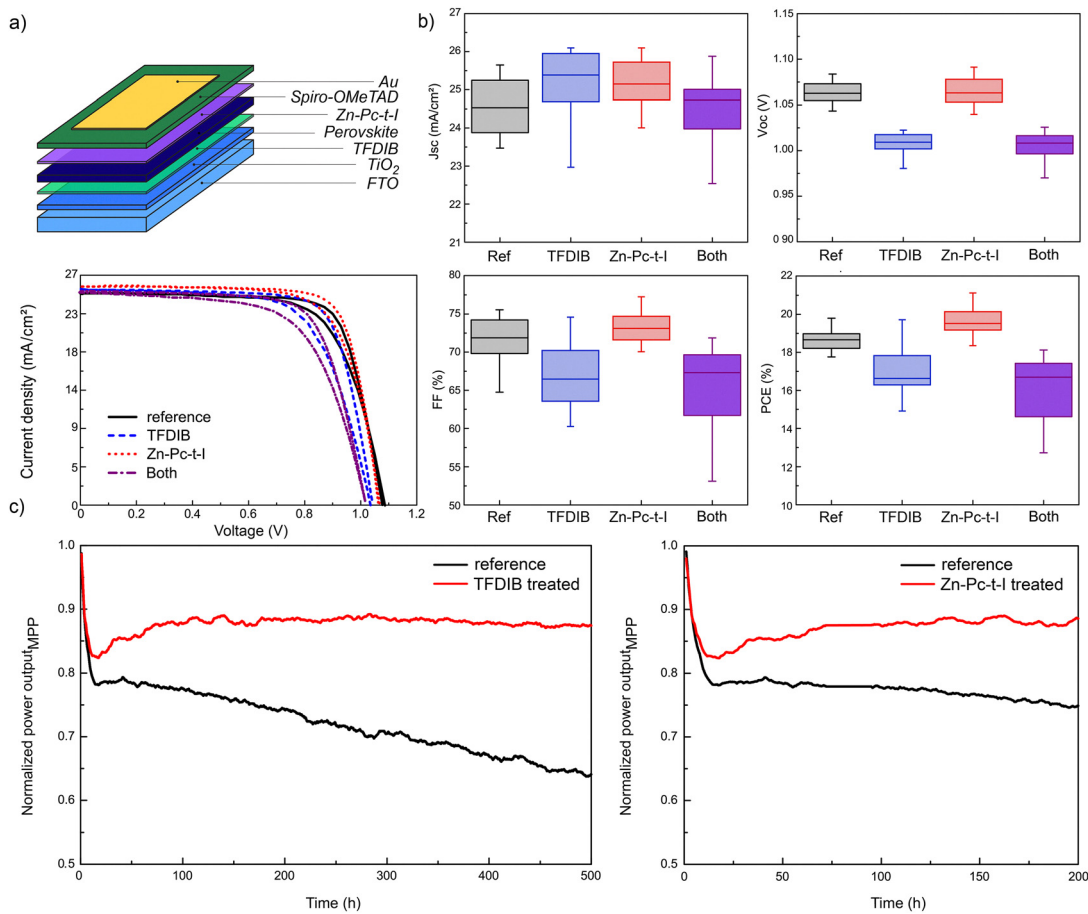 a)
Au
Spiro-OMeTAD
Zn-Pc-t-I
Perovskite
TFDIB
TiO₂
FTO
b)
Jsc (mA/cm²)
26
26
25
24
23
22
21
Ref
TFDIB
Zn-Pc-t-I
Both
Voc (V)
1.15
1.10
1.05
1.00
0 95
0 90
Ref
TFDIB
Zn-Pc-t-I
Both
Current density (mA/cm²)
27
23
18
14
9
5
0
reference
TFDIB
Zn-Pc-t-I
Both
0
0.2
0.4
0.6
0.8
1.0
1.2
Voltage (V)
FF (%)
80
75
70
65
60
55
50
Ref
TFDIB
Zn-Pc-t-I
Both
PCE (%)
22
20
18
16
14
12
10
Ref
TFDIB
Zn-Pc-t-I
Both
c)
Normalized power outputMPP
1.0
0.9
0.8
0.7
0.6
0.5
reference
TFDIB treated
0
100
200
300
400
500
Time (h)
Normalized power outputMPP
1.0
0.9
0.8
0.7
0.6
0.5
reference
Zn-Pc-t-I treated
0
50
100
150
200
Time (h)